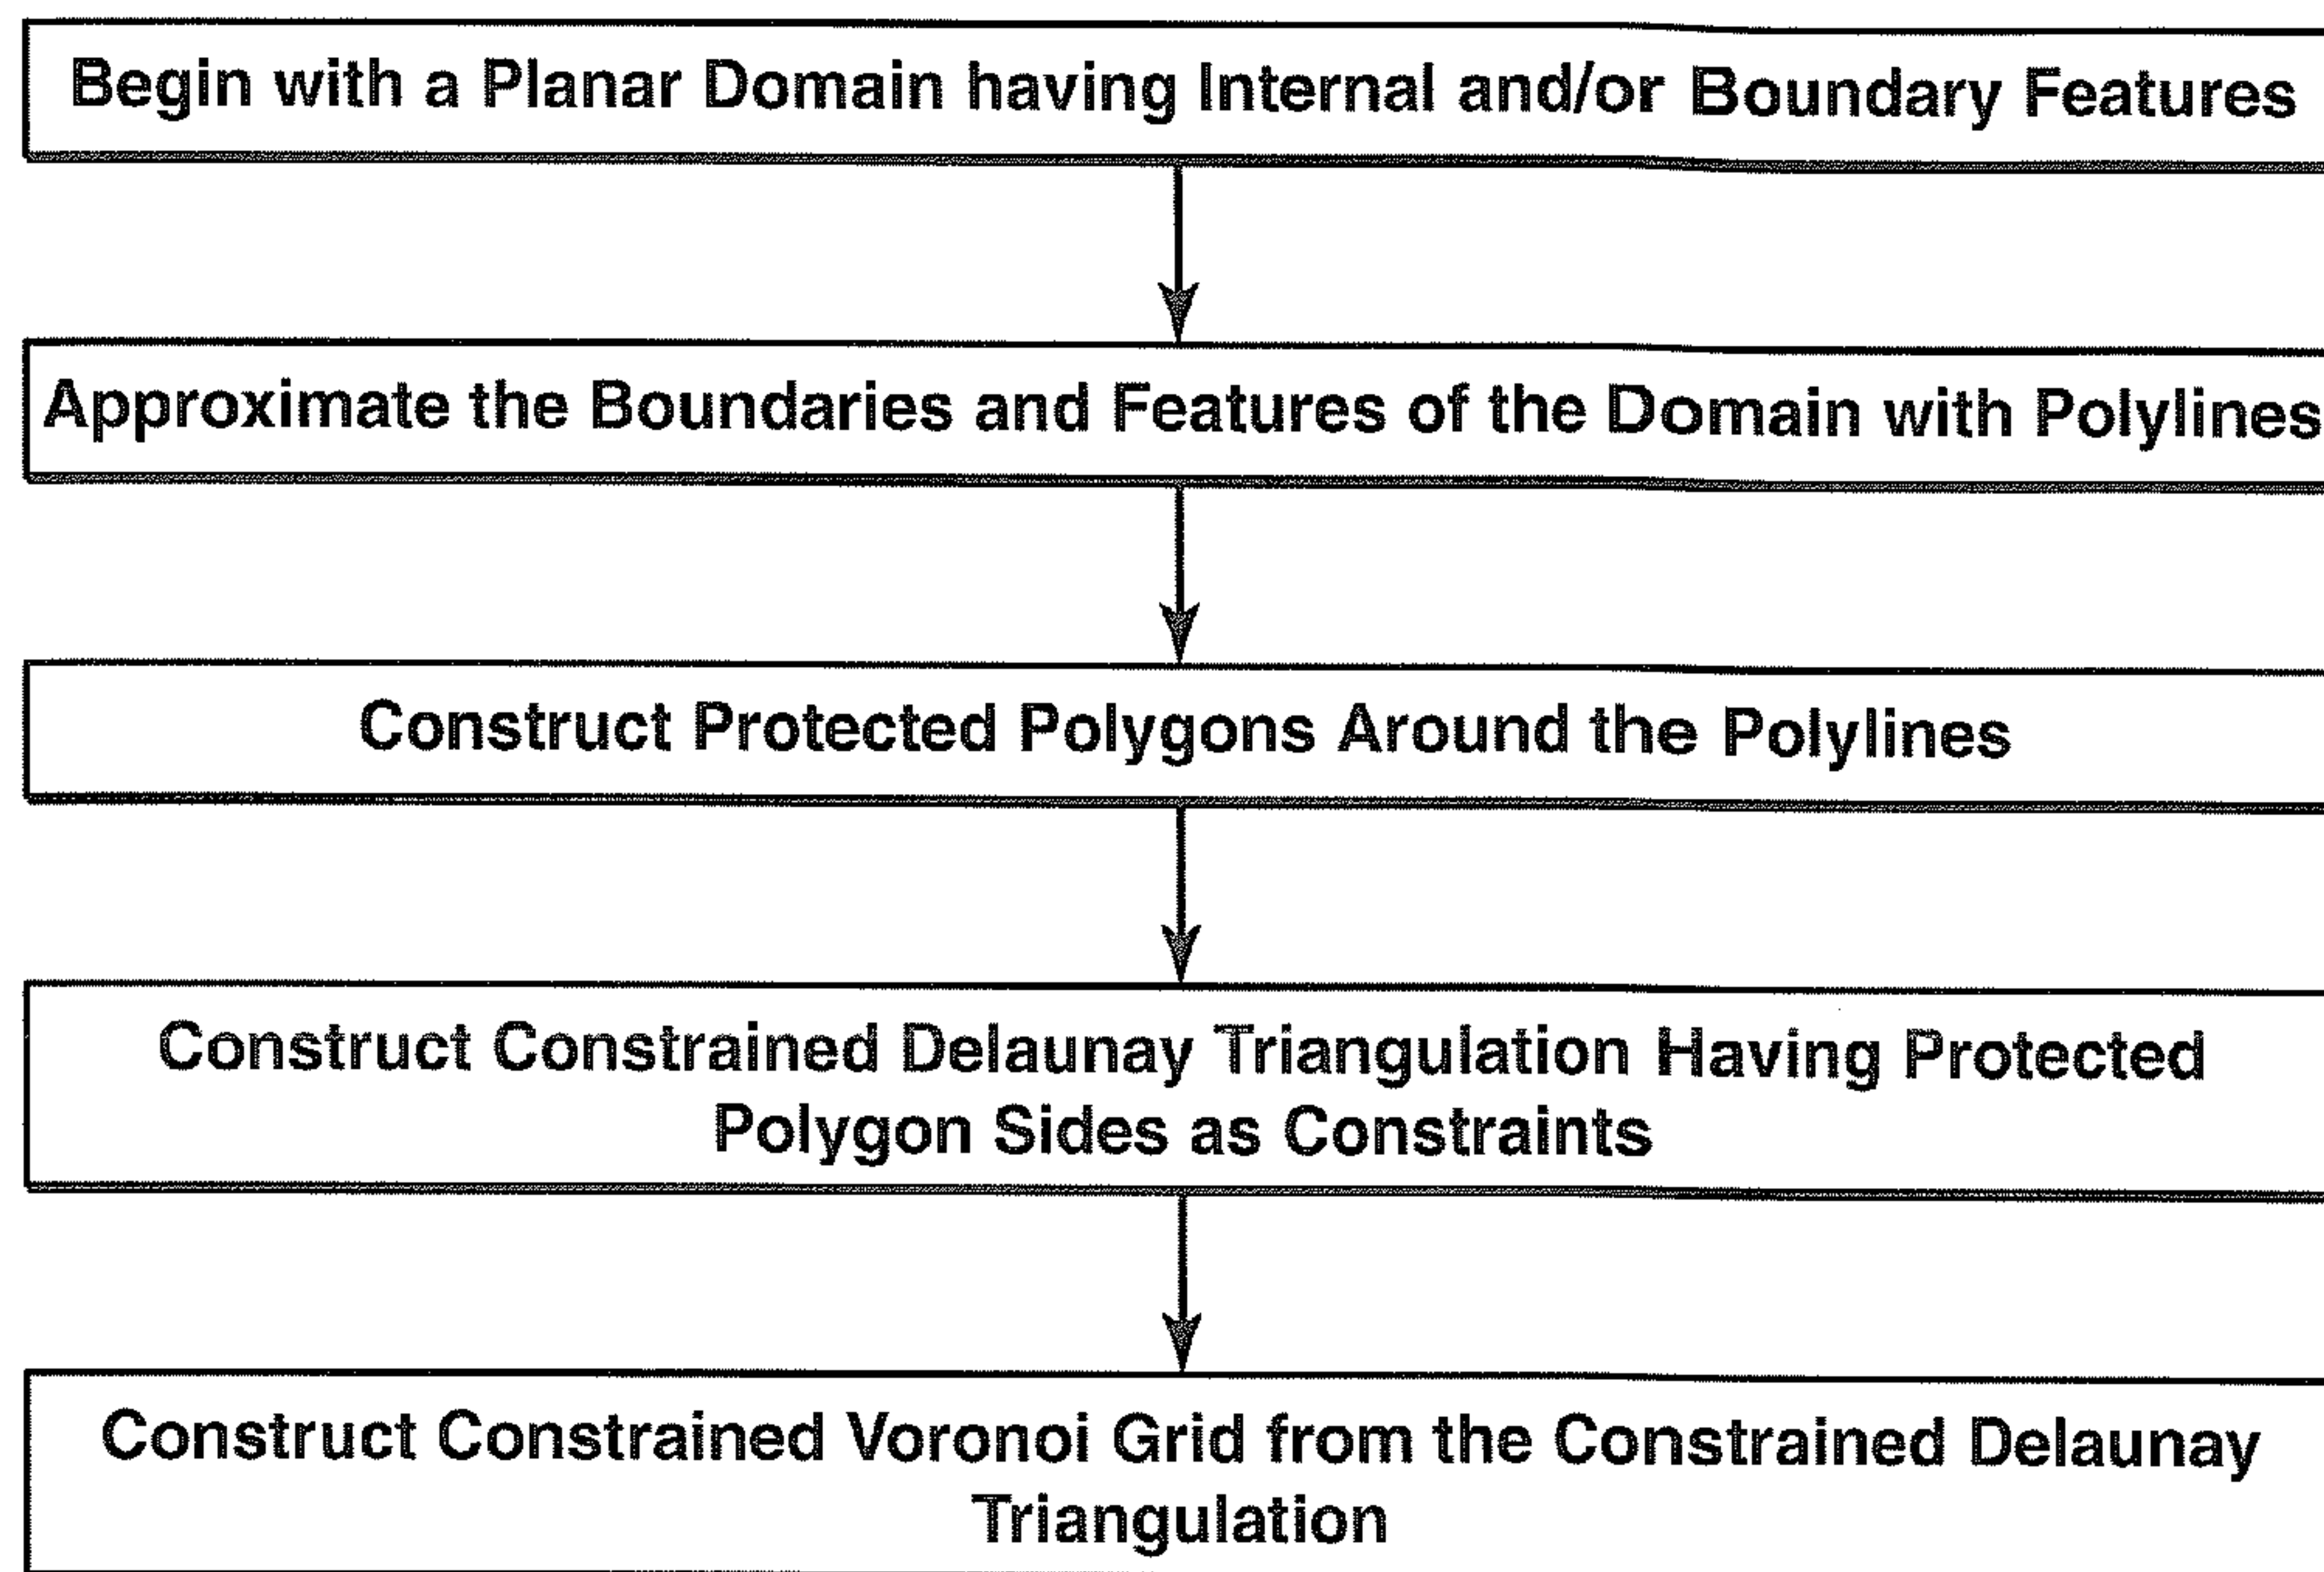 Begin with a Planar Domain having Internal and/or Boundary Features
Approximate the Boundaries and Features of the Domain with Polylines
Construct Protected Polygons Around the Polylines
Construct Constrained Delaunay Triangulation Having Protected
Polygon Sides as Constraints
Construct Constrained Voronoi Grid from the Constrained Delaunay
Triangulation